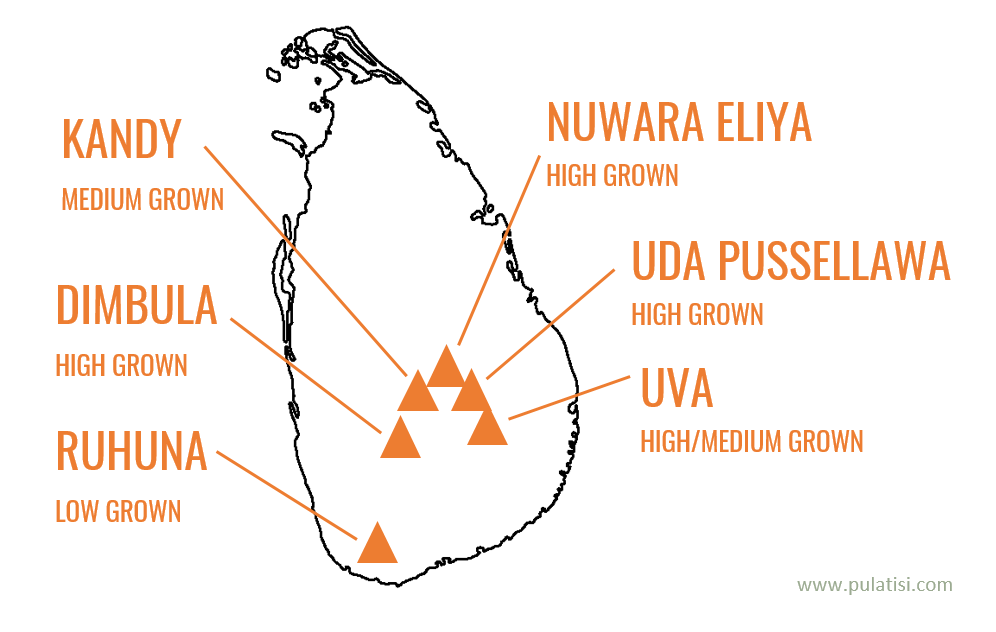 KANDY
MEDIUM GROWN
DIMBULA
HIGH GROWN
RUHUNA
LOW GROWN
NUWARA ELIYA
HIGH GROWN
UDA PUSSELLAWA
HIGH GROWN
UVA
HIGH/MEDIUM GROWN
www.pulatisi.com